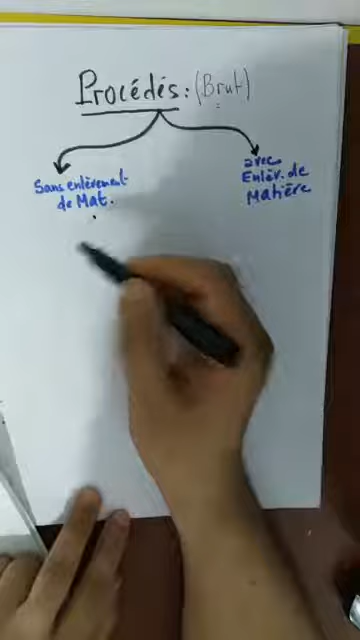 Procédés : (Brut)
Sans enlèvement
de Mat.
avec
Enlèv. de
Matière